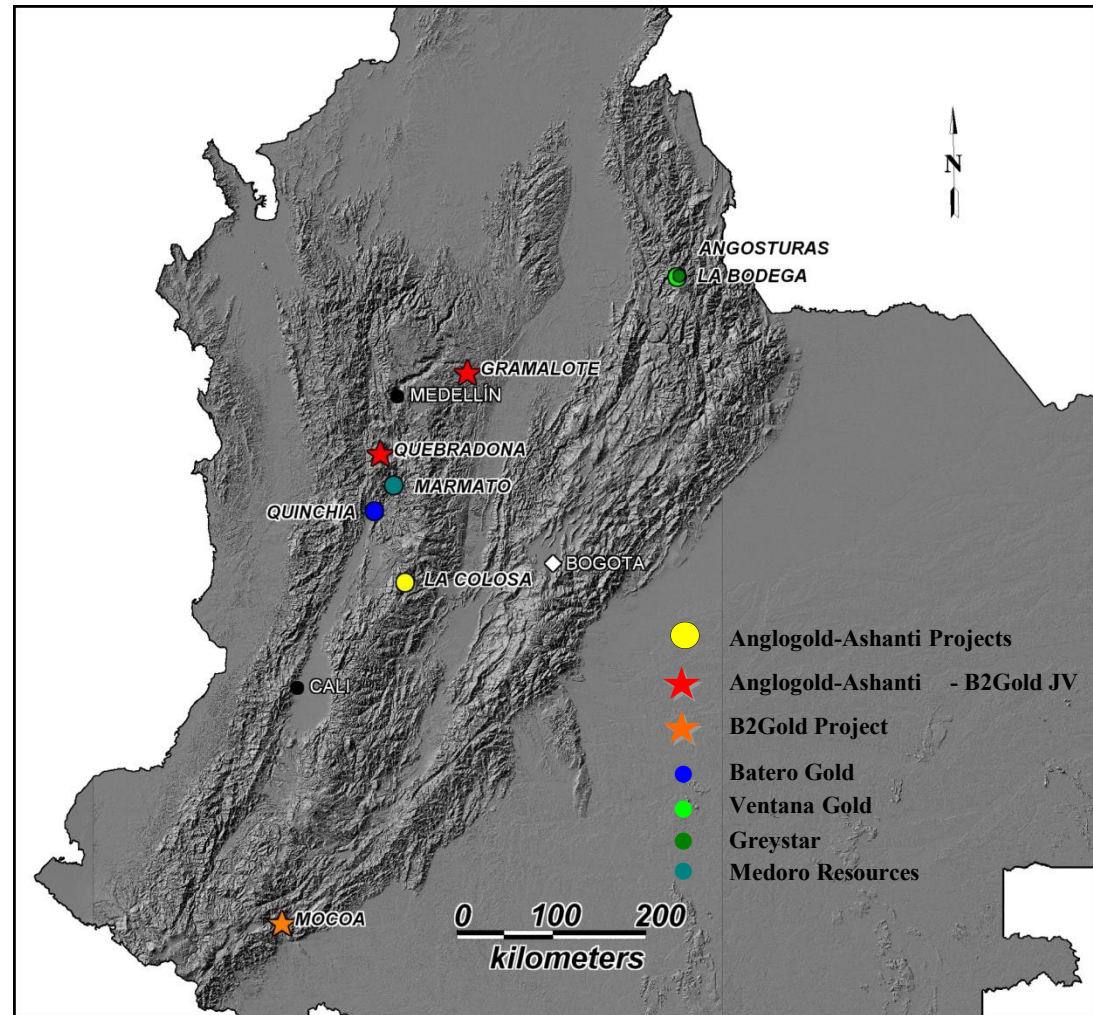 N
ANGOSTURAS
LA BODEGA
GRAMALOTE
MEDELLÍN
QUEBRADONA
MARMATO
QUINCHÍA
BOGOTA
LA COLOSA
Anglogold-Ashanti Projects
Anglogold-Ashanti - B2Gold JV
CALI
B2Gold Project
Batero Gold
Ventana Gold
Greystar
Medoro Resources
MOCOA
0 100 200
kilometers